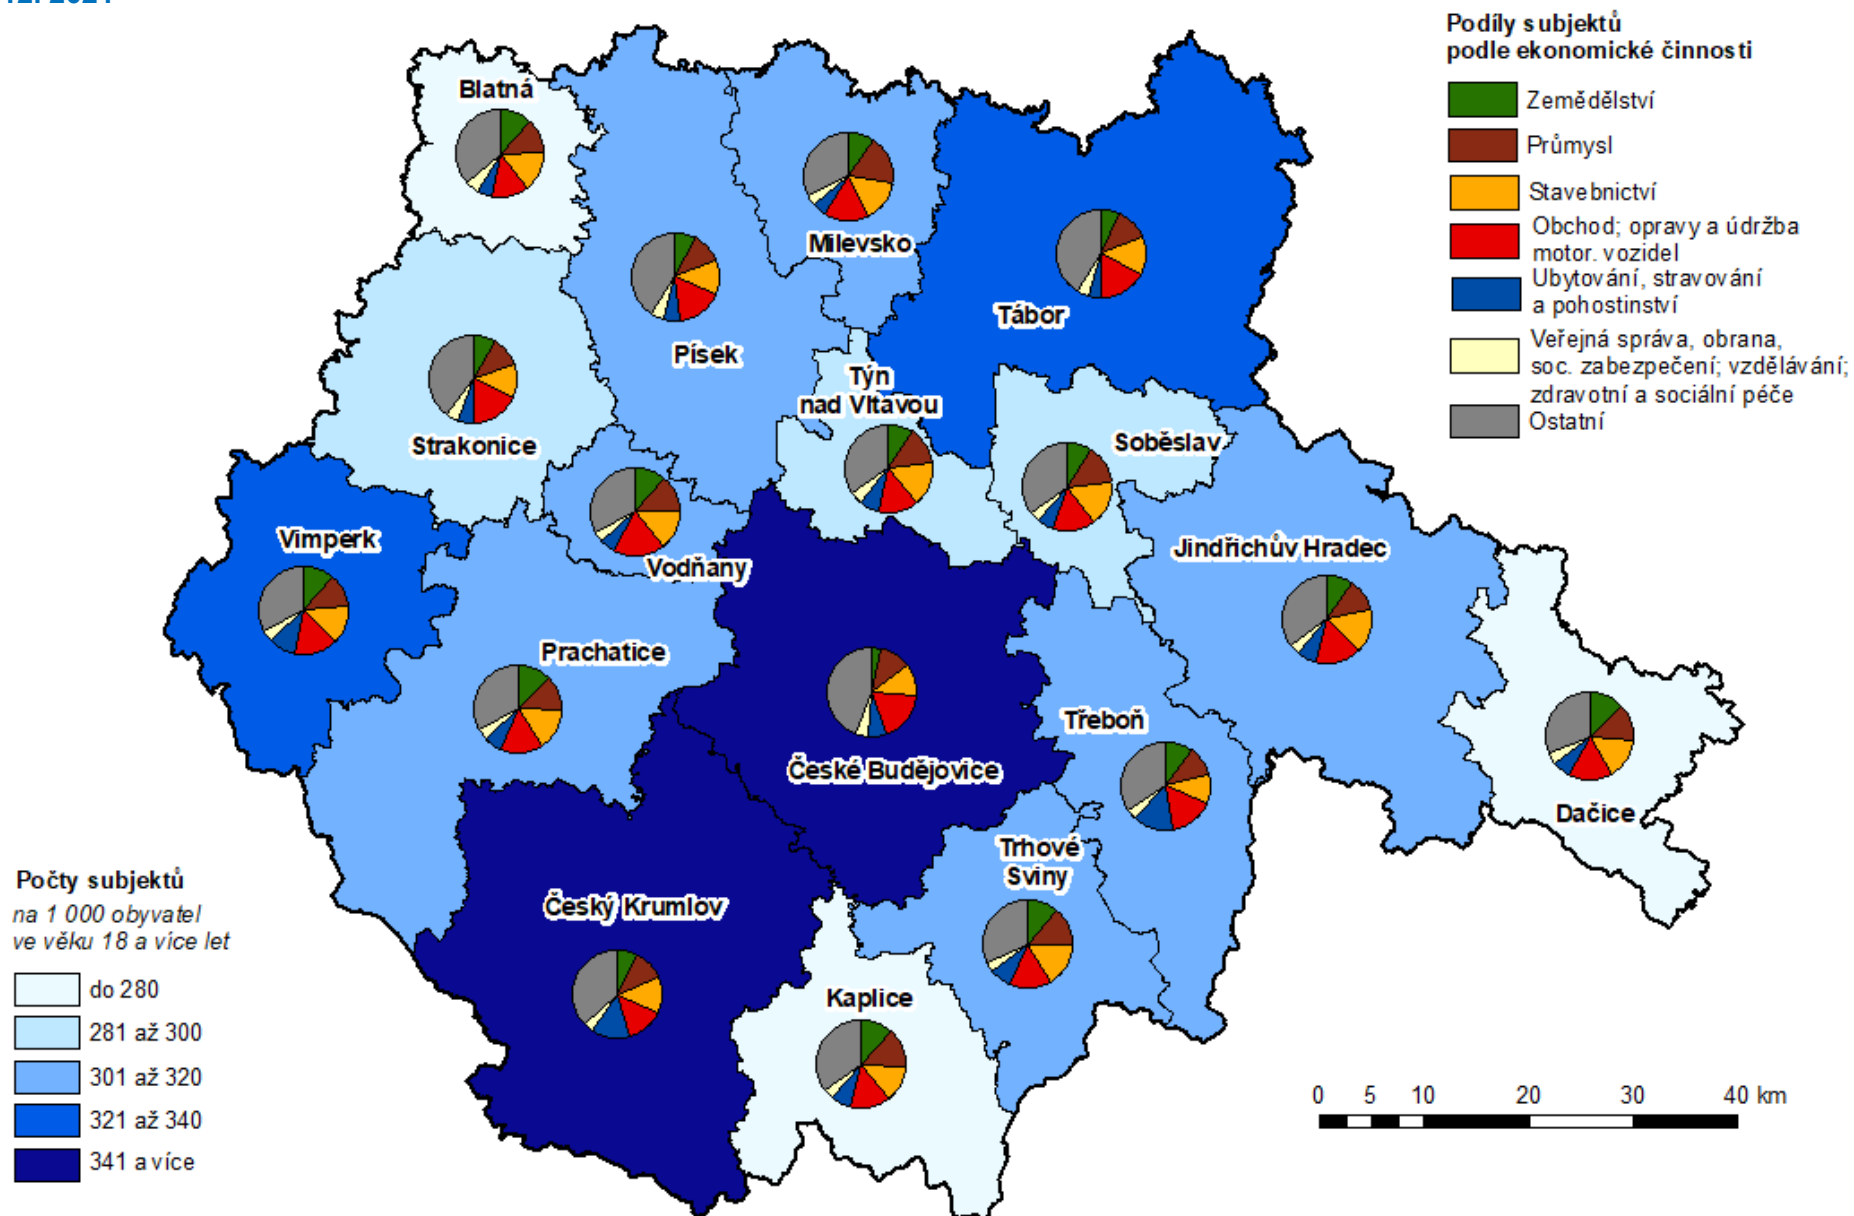 Podíly subjektů
podle ekonomické činnosti
Zemědělství
Průmysl
Stavebnictví
Obchod; opravy a údržba
motor. vozidel
Ubytování, stravování
a pohostinství
Veřejná správa, obrana,
soc. zabezpečení; vzdělávání;
zdravotní a sociální péče
Ostatní
Blatná
Milevsko
Tábor
Písek
Týn
nad Vltavou
Strakonice
Soběslav
Vimperk
Vodňany
Jindřichův Hradec
Prachatice
Třeboň
České Budějovice
Dačice
Trhové
Sviny
Český Krumlov
Kaplice
Počty subjektů
na 1 000 obyvatel
ve věku 18 a více let
do 280
281 až 300
301 až 320
321 až 340
341 a více
0 5 10 20 30 40 km